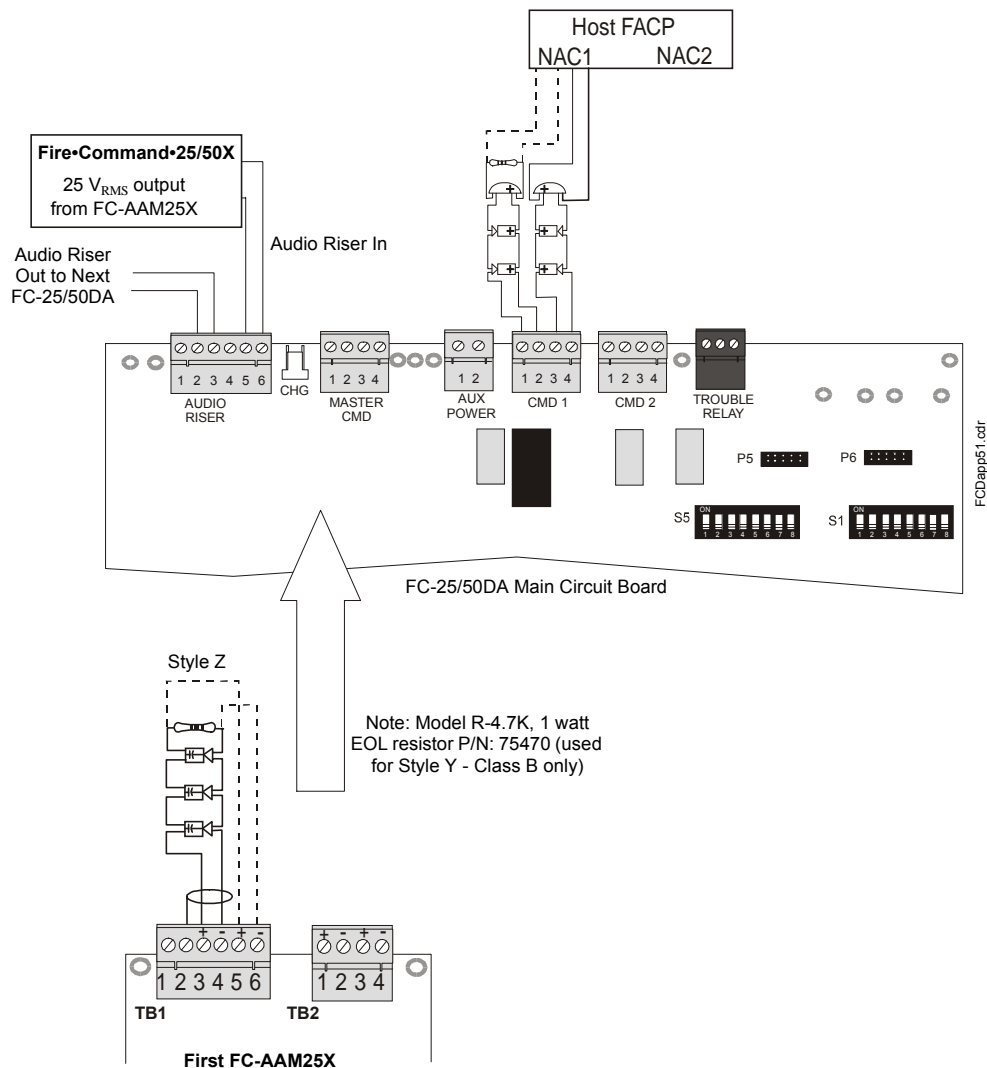 Host FACP
NAC1 NAC2
Fire•Command•25/50X
25 VRMS output
from FC-AAM25X
Audio Riser In
Audio Riser
Out to Next
FC-25/50DA
1 2 3 4 5 6
AUDIO
RISER
CHG
1 2 3 4
MASTER
CMD
1 2
AUX
POWER
1 2 3 4
CMD 1
1 2 3 4
CMD 2
TROUBLE
RELAY
P5
P6
S5
ON
1 2 3 4 5 6 7 8
S1
ON
1 2 3 4 5 6 7 8
FCDapp51.cdr
FC-25/50DA Main Circuit Board
Style Z
Note: Model R-4.7K, 1 watt
EOL resistor P/N: 75470 (used
for Style Y - Class B only)
+ - + -
1 2 3 4 5 6
TB1
+ - + -
1 2 3 4
TB2
First FC-AAM25X